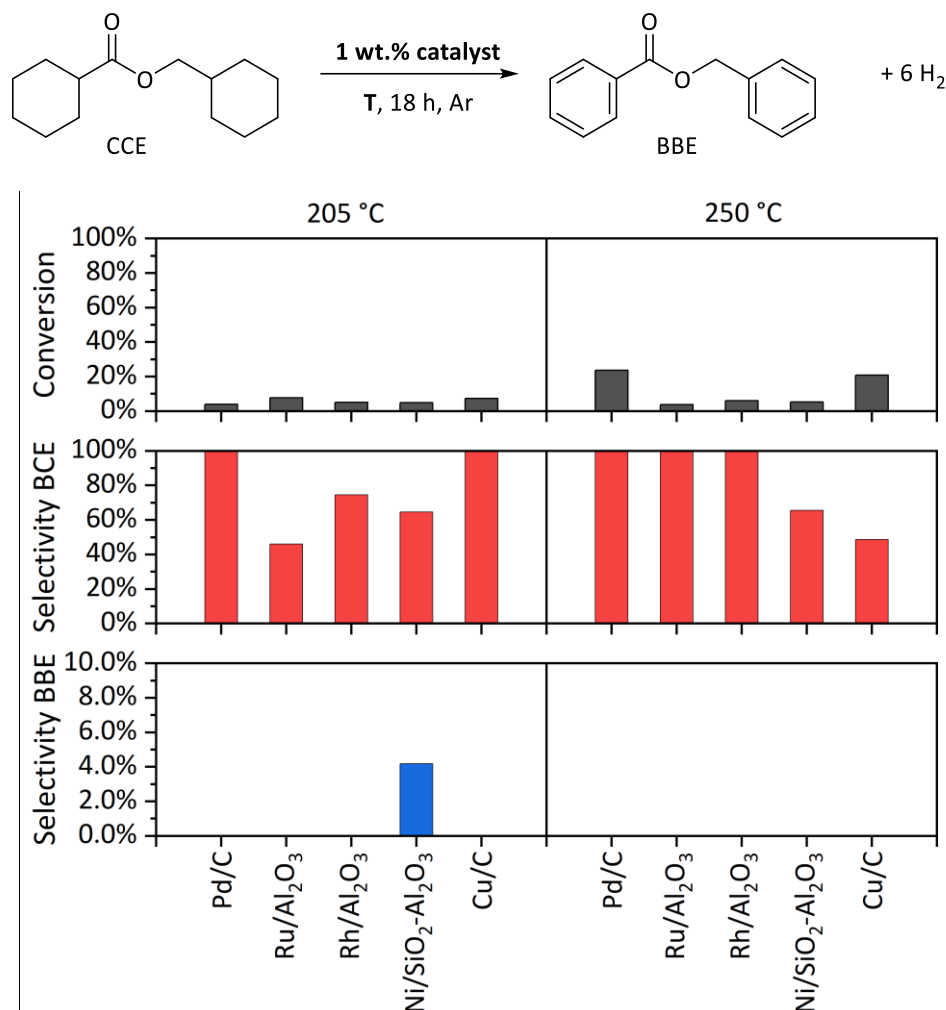 O
O
1 wt.% catalyst
T, 18 h, Ar
O
O
+ 6 H₂
CCE
BBE
205 °C
250 °C
Conversion
100%
80%
60%
40%
20%
0%
Selectivity BCE
100%
80%
60%
40%
20%
0%
Selectivity BBE
10.0%
8.0%
6.0%
4.0%
2.0%
0.0%
Pd/C
Ru/Al₂O₃
Rh/Al₂O₃
Ni/SiO₂-Al₂O₃
Cu/C
Pd/C
Ru/Al₂O₃
Rh/Al₂O₃
Ni/SiO₂-Al₂O₃
Cu/C